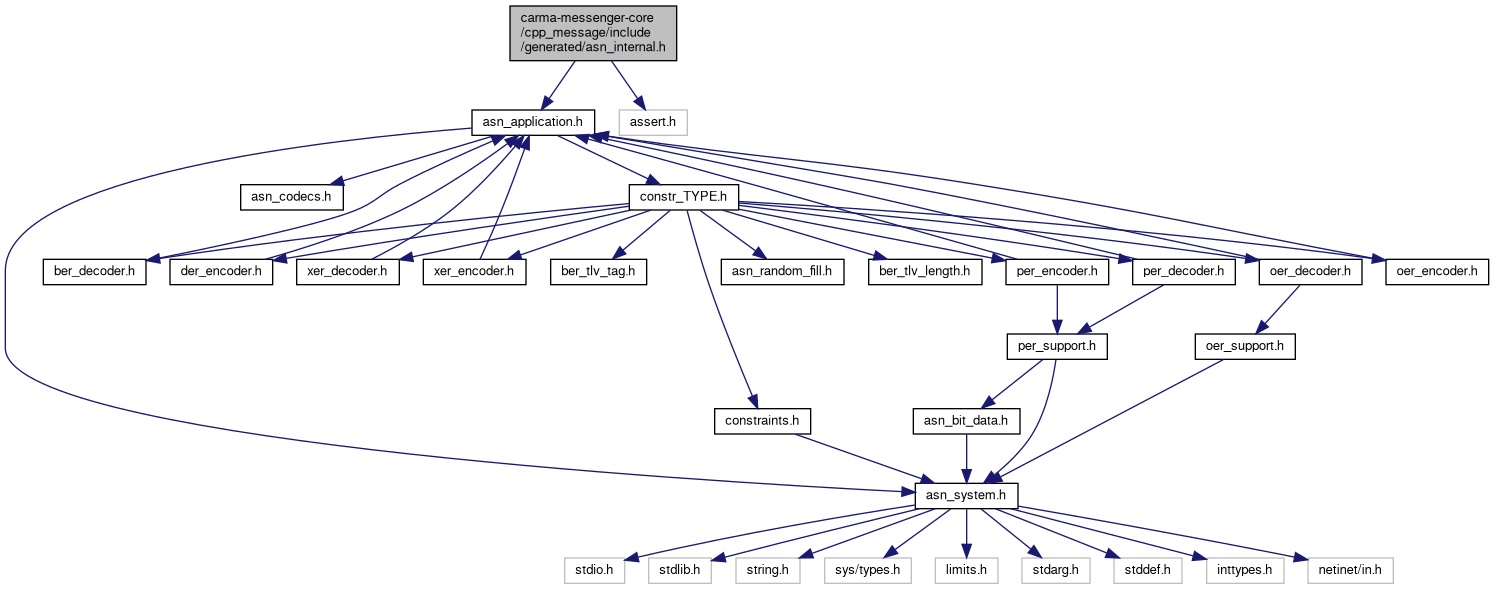 carma-messenger-core
/cpp_message/include
/generated/asn_internal.h
asn_application.h
assert.h
asn_codecs.h
constr_TYPE.h
ber_decoder.h
der_encoder.h
xer_decoder.h
xer_encoder.h
ber_tlv_tag.h
asn_random_fill.h
ber_tlv_length.h
per_encoder.h
per_decoder.h
oer_decoder.h
oer_encoder.h
per_support.h
oer_support.h
constraints.h
asn_bit_data.h
asn_system.h
stdio.h
stdlib.h
string.h
sys/types.h
limits.h
stdarg.h
stddef.h
inttypes.h
netinet/in.h